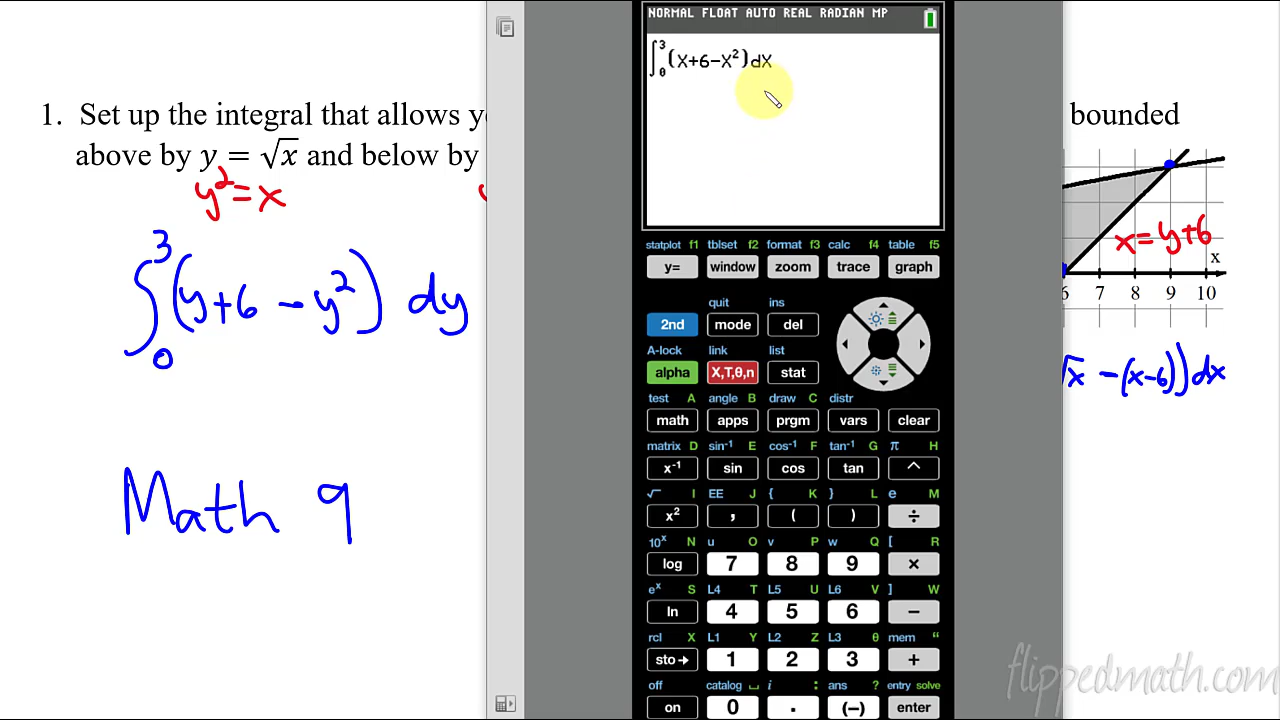 NORMAL FLOAT AUTO REAL RADIAN MP
∫₀³(X+6-X²)dX
1. Set up the integral that allows y
bounded
above by y = √x and below by
y² = x
x = y+6
x
6 7 8 9 10
∫₀³ (y+6 - y²) dy
√x - (x-6)) dx
Math 9
statplot f1 tblset f2 format f3 calc f4 table f5
y= window zoom trace graph
quit ins
2nd mode del
A-lock link list
alpha X,T,θ,n stat
test A angle B draw C distr
math apps prgm vars clear
matrix D sin⁻¹ E cos⁻¹ F tan⁻¹ G π H
x⁻¹ sin cos tan ^
√ I EE J { K } L e M
x² , ( ) ÷
10ˣ N u O v P w Q [ R
log 7 8 9 ×
eˣ S L4 T L5 U L6 V ] W
ln 4 5 6 −
rcl X L1 Y L2 Z L3 θ mem “
sto→ 1 2 3 +
off catalog ␣ i : ans ? entry solve
on 0 . (−) enter
flippedmath.com